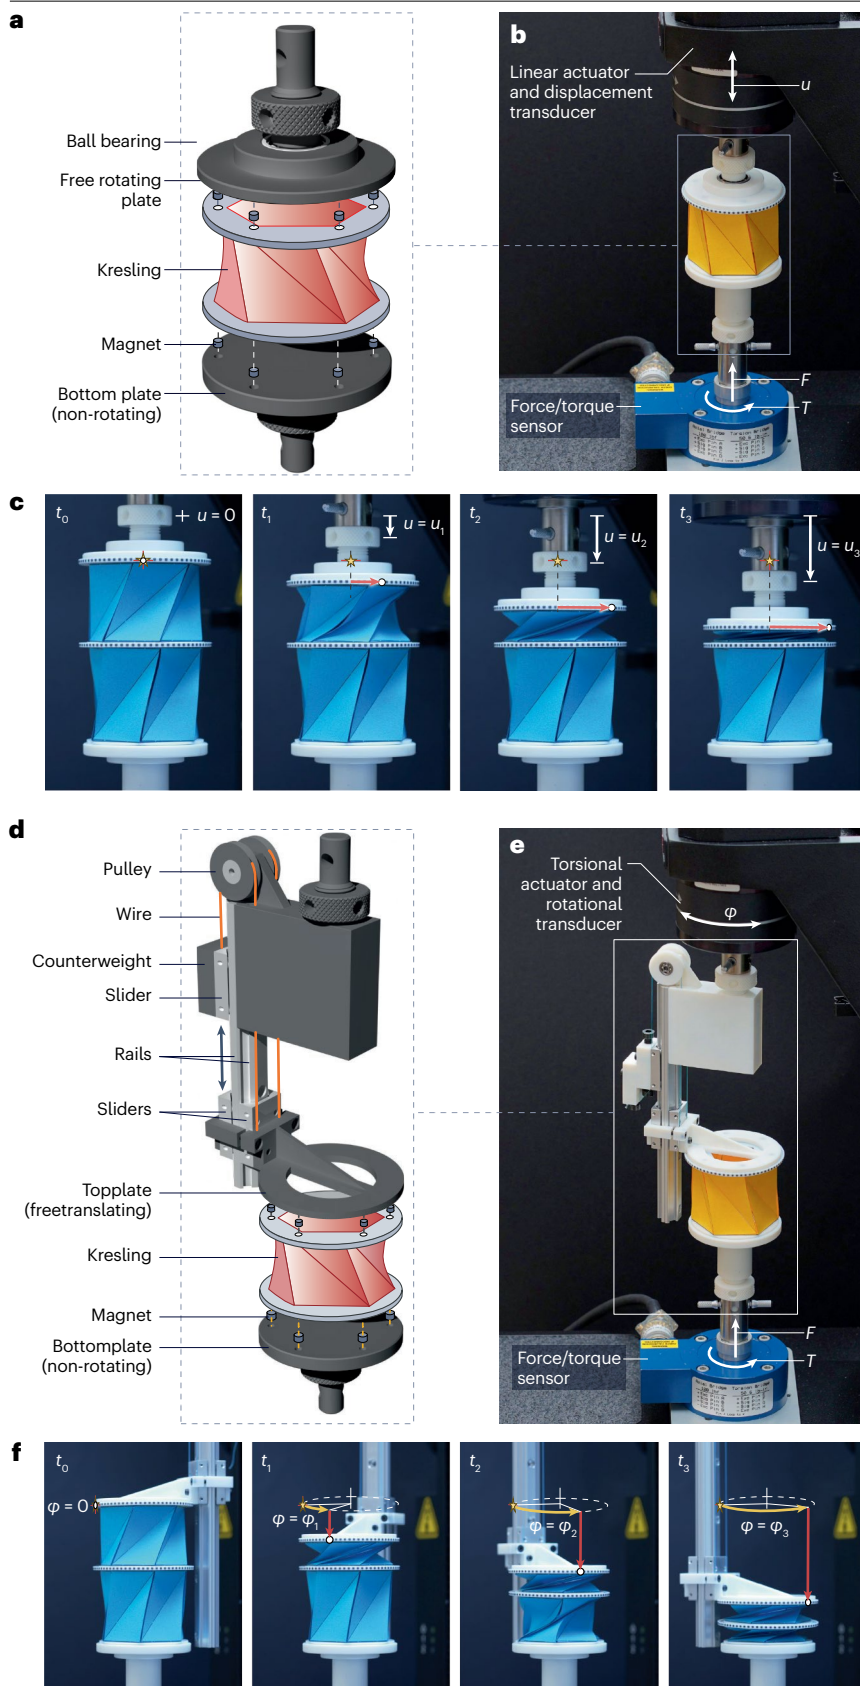 a
Ball bearing
Free rotating
plate
Kresling
Magnet
Bottom plate
(non-rotating)
b
Linear actuator
and displacement
transducer
u
F
T
Force/torque
sensor
c
t0
u = 0
t1
u = u1
t2
u = u2
t3
u = u3
d
Pulley
Wire
Counterweight
Slider
Rails
Sliders
Topplate
(freetranslating)
Kresling
Magnet
Bottomplate
(non-rotating)
e
Torsional
actuator and
rotational
transducer
φ
F
T
Force/torque
sensor
f
t0
φ = 0
t1
φ = φ1
t2
φ = φ2
t3
φ = φ3